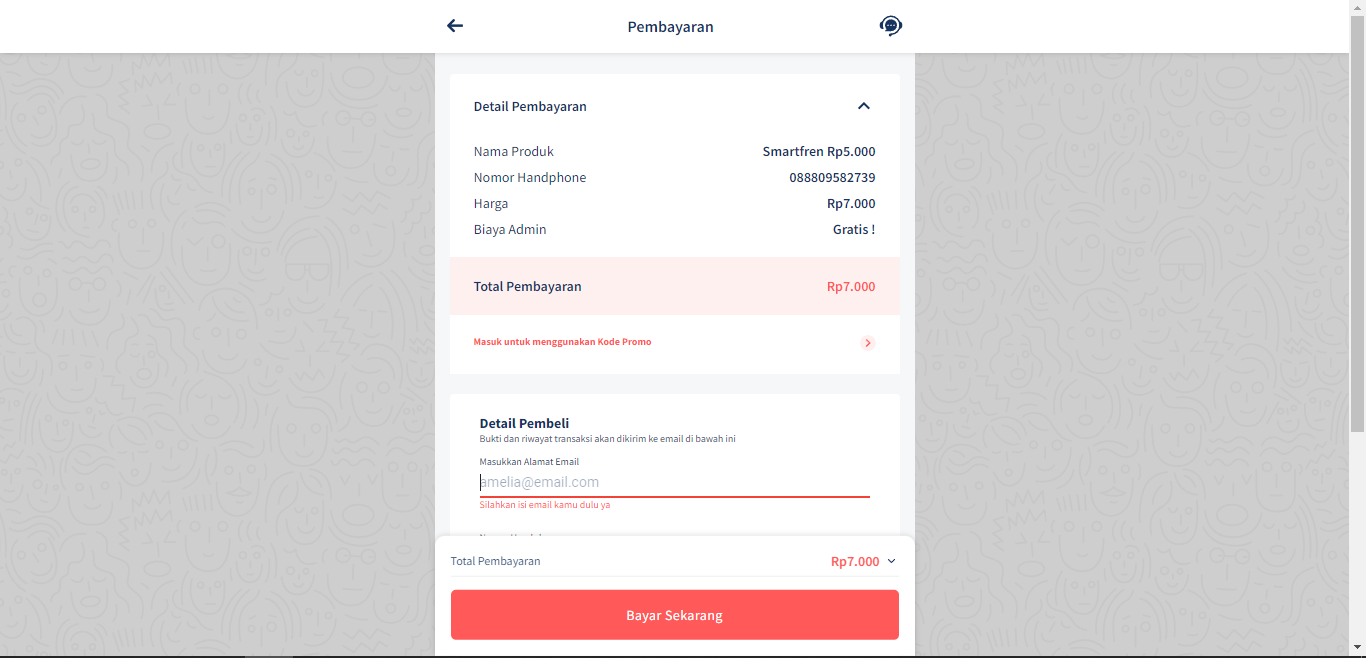 Pembayaran
Detail Pembayaran
Nama Produk Smartfren Rp5.000
Nomor Handphone 088809582739
Harga Rp7.000
Biaya Admin Gratis !
Total Pembayaran Rp7.000
Masuk untuk menggunakan Kode Promo
Detail Pembeli
Bukti dan riwayat transaksi akan dikirim ke email di bawah ini
Masukkan Alamat Email
amelia@email.com
Silahkan isi email kamu dulu ya
Total Pembayaran Rp7.000
Bayar Sekarang